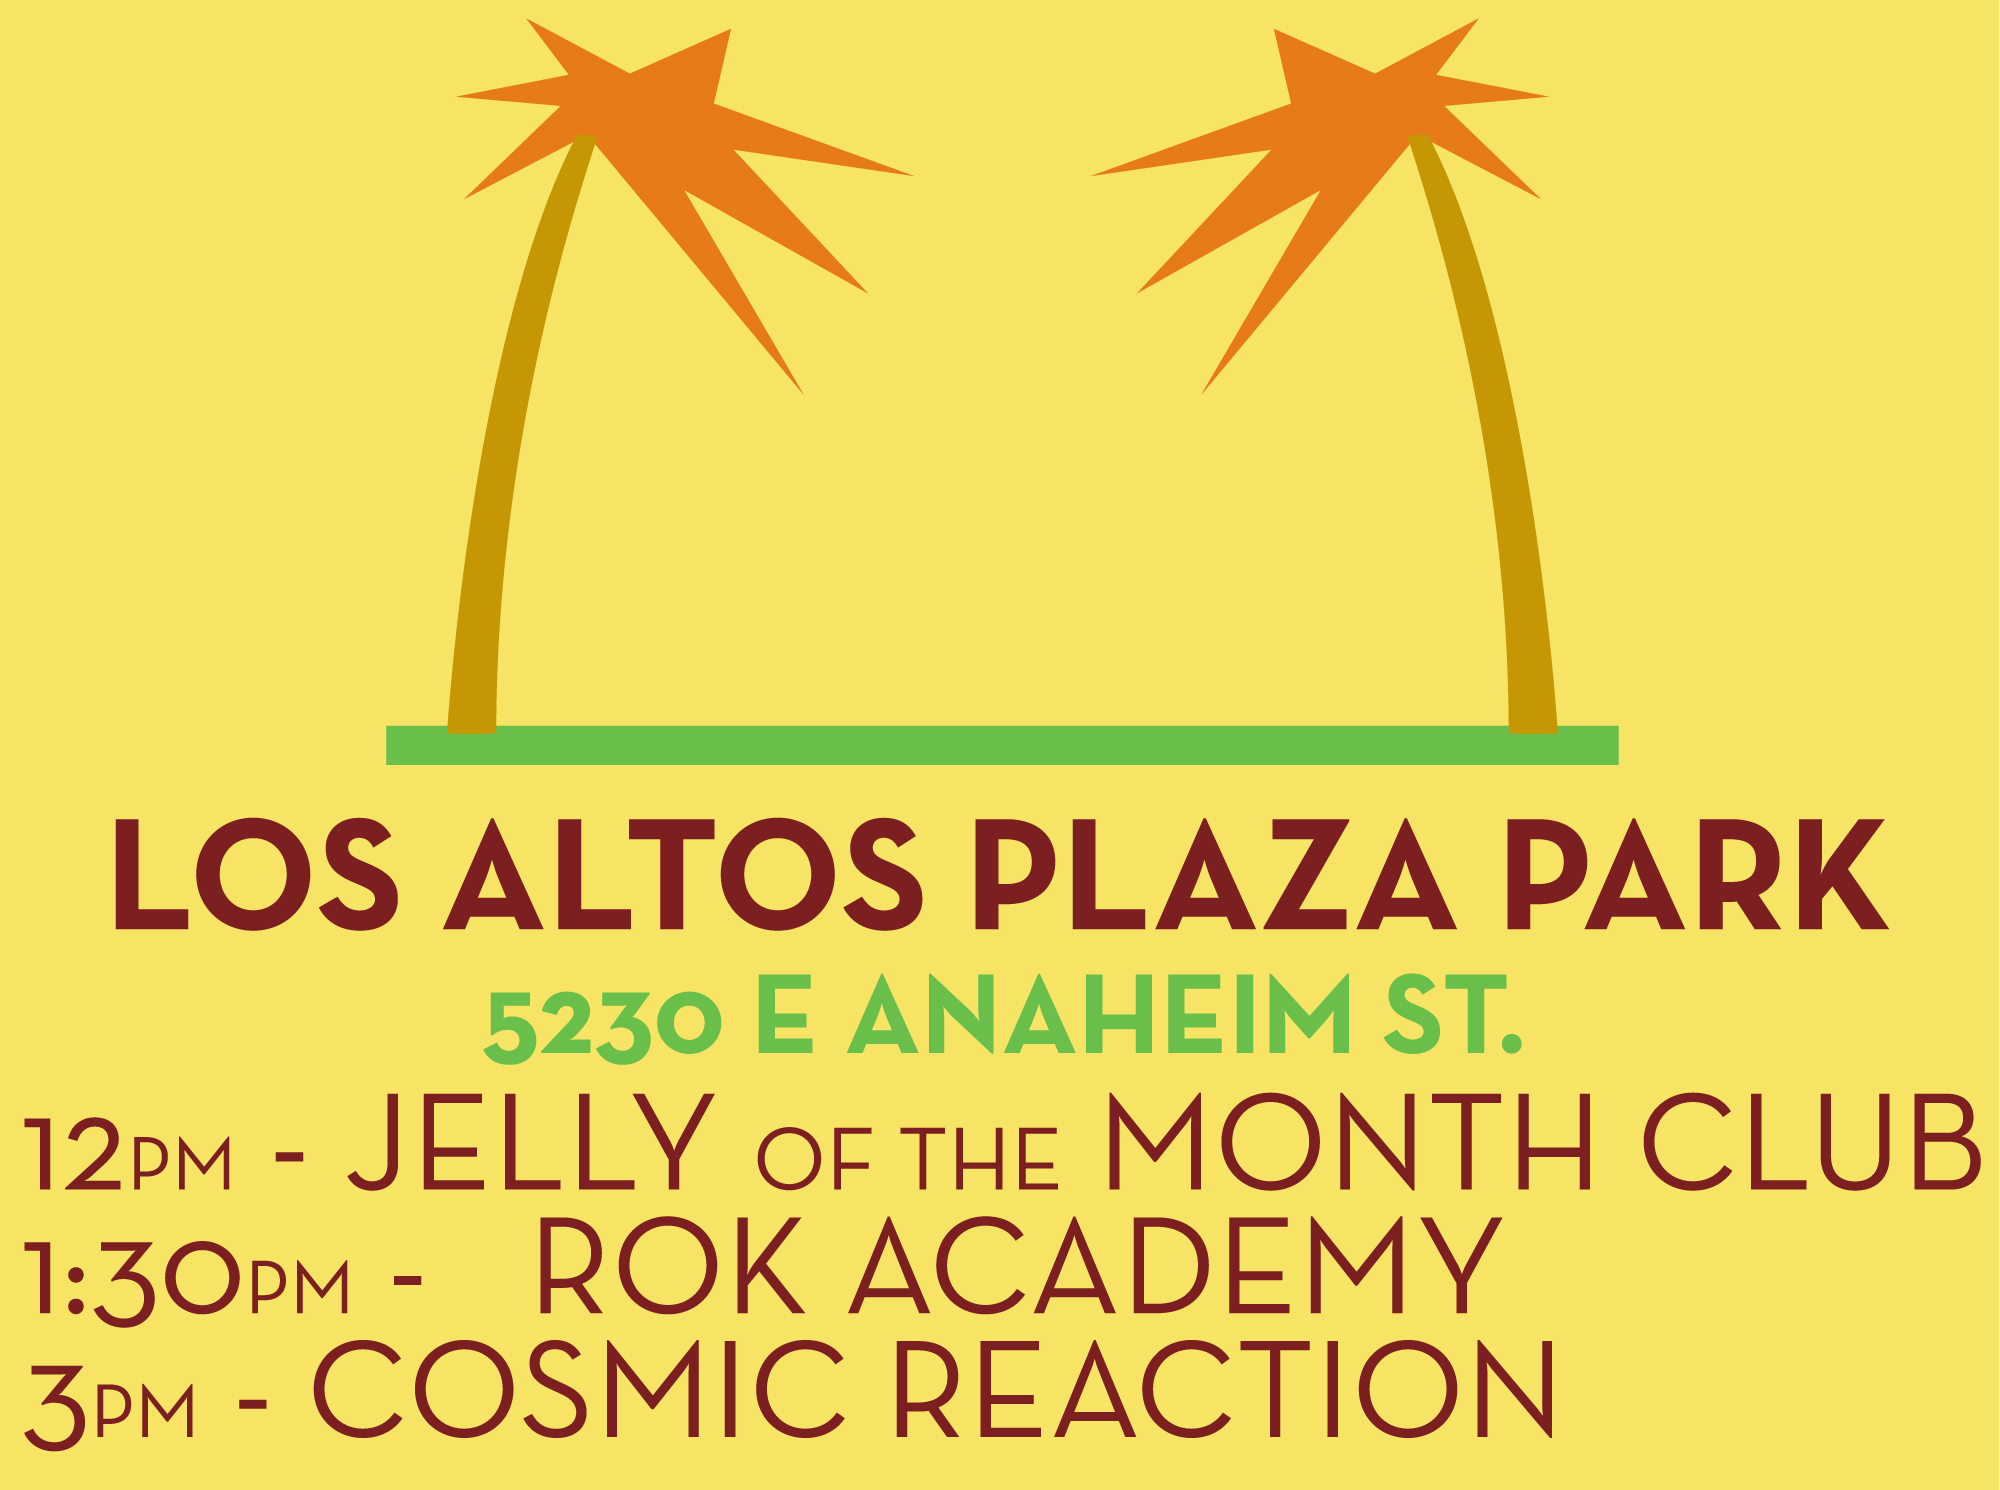 LOS ALTOS PLAZA PARK
5230 E ANAHEIM ST.
12PM - JELLY OF THE MONTH CLUB
1:30PM - ROK ACADEMY
3PM - COSMIC REACTION